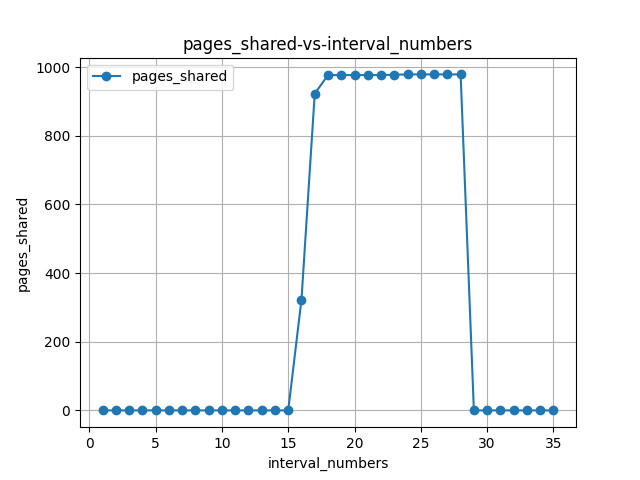 pages_shared-vs-interval_numbers
pages_shared
1000
800
600
400
200
0
pages_shared
0 5 10 15 20 25 30 35
interval_numbers